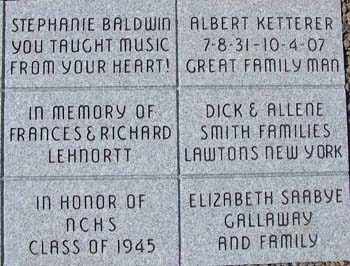 STEPHANIE BALDWIN
YOU TAUGHT MUSIC
FROM YOUR HEART!
ALBERT KETTERER
7-8-31-10-4-07
GREAT FAMILY MAN
IN MEMORY OF
FRANCES & RICHARD
LEHNORTT
DICK & ALLENE
SMITH FAMILIES
LAWTONS NEW YORK
IN HONOR OF
NCHS
CLASS OF 1945
ELIZABETH SAABYE
GALLAWAY
AND FAMILY